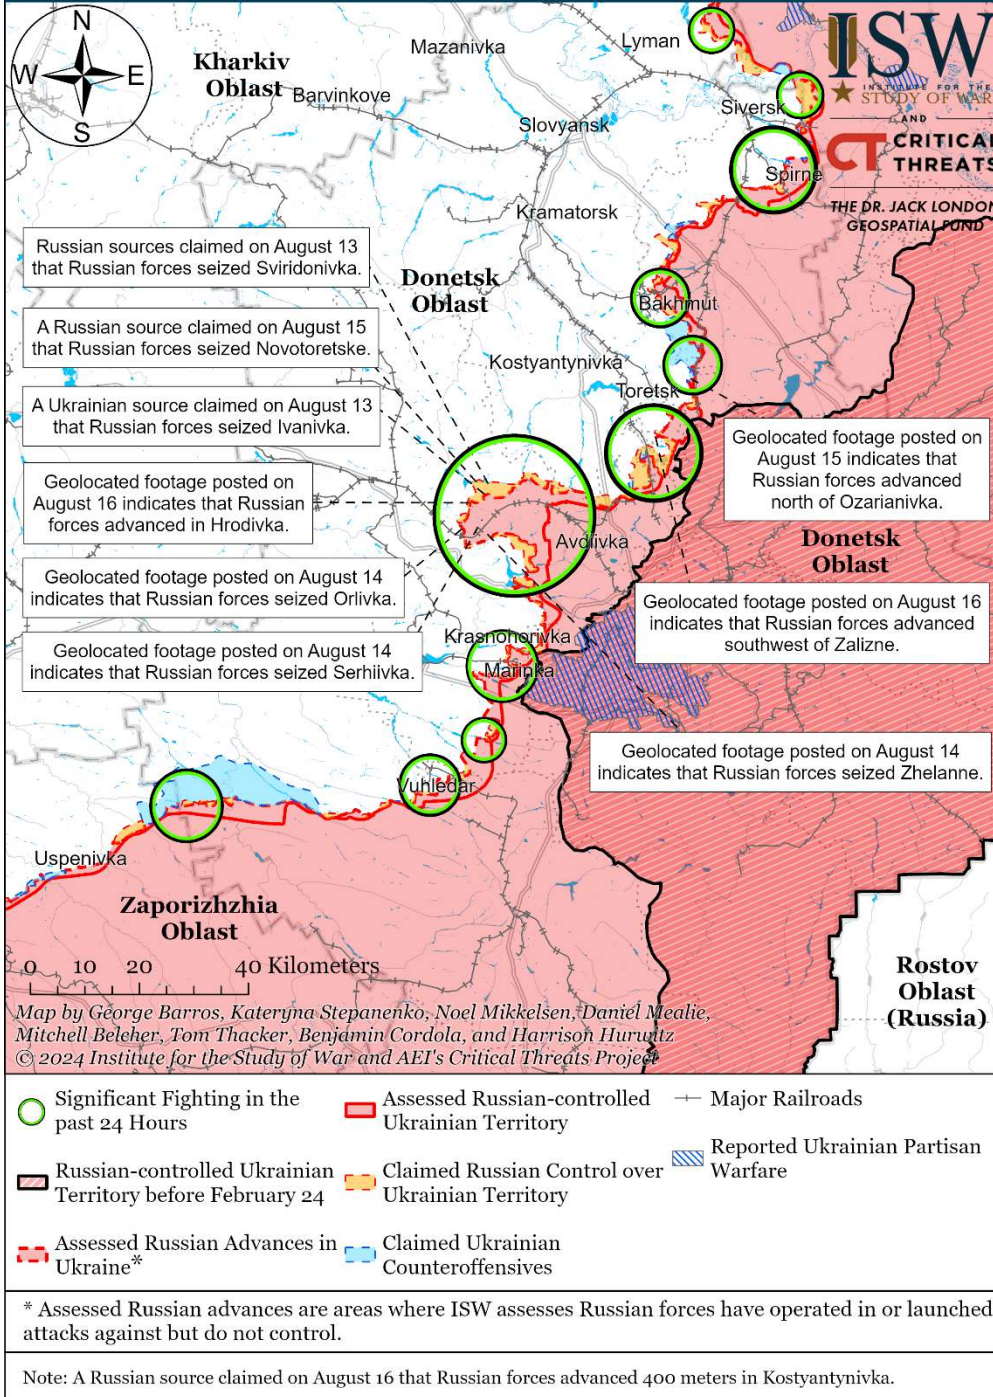 N
W
E
S
Kharkiv
Oblast
Mazanivka
Lyman
Barvinkove
Slovyansk
Siversk
Spirne
Kramatorsk
ISW
INSTITUTE FOR THE
STUDY OF WAR
AND
CT CRITICAL
THREATS
THE DR. JACK LONDON
GEOSPATIAL FUND
Russian sources claimed on August 13
that Russian forces seized Sviridonivka.
Donetsk
Oblast
Bakhmut
A Russian source claimed on August 15
that Russian forces seized Novotoretske.
Kostyantynivka
Toretsk
A Ukrainian source claimed on August 13
that Russian forces seized Ivanivka.
Geolocated footage posted on
August 15 indicates that
Russian forces advanced
north of Ozarianivka.
Geolocated footage posted on
August 16 indicates that Russian
forces advanced in Hrodivka.
Avdiivka
Donetsk
Oblast
Geolocated footage posted on August 14
indicates that Russian forces seized Orlivka.
Geolocated footage posted on August 16
indicates that Russian forces advanced
southwest of Zalizne.
Geolocated footage posted on August 14
indicates that Russian forces seized Serhiivka.
Krasnohorivka
Marinka
Geolocated footage posted on August 14
indicates that Russian forces seized Zhelanne.
Vuhledar
Uspenivka
Zaporizhzhia
Oblast
Rostov
Oblast
(Russia)
0 10 20 40 Kilometers
Map by George Barros, Kateryna Stepanenko, Noel Mikkelsen, Daniel Mealie,
Mitchell Belcher, Tom Thacker, Benjamin Cordola, and Harrison Hurwitz
© 2024 Institute for the Study of War and AEI's Critical Threats Project
Significant Fighting in the
past 24 Hours
Russian-controlled Ukrainian
Territory before February 24
Assessed Russian Advances in
Ukraine*
Assessed Russian-controlled
Ukrainian Territory
Claimed Russian Control over
Ukrainian Territory
Claimed Ukrainian
Counteroffensives
Major Railroads
Reported Ukrainian Partisan
Warfare
* Assessed Russian advances are areas where ISW assesses Russian forces have operated in or launched
attacks against but do not control.
Note: A Russian source claimed on August 16 that Russian forces advanced 400 meters in Kostyantynivka.